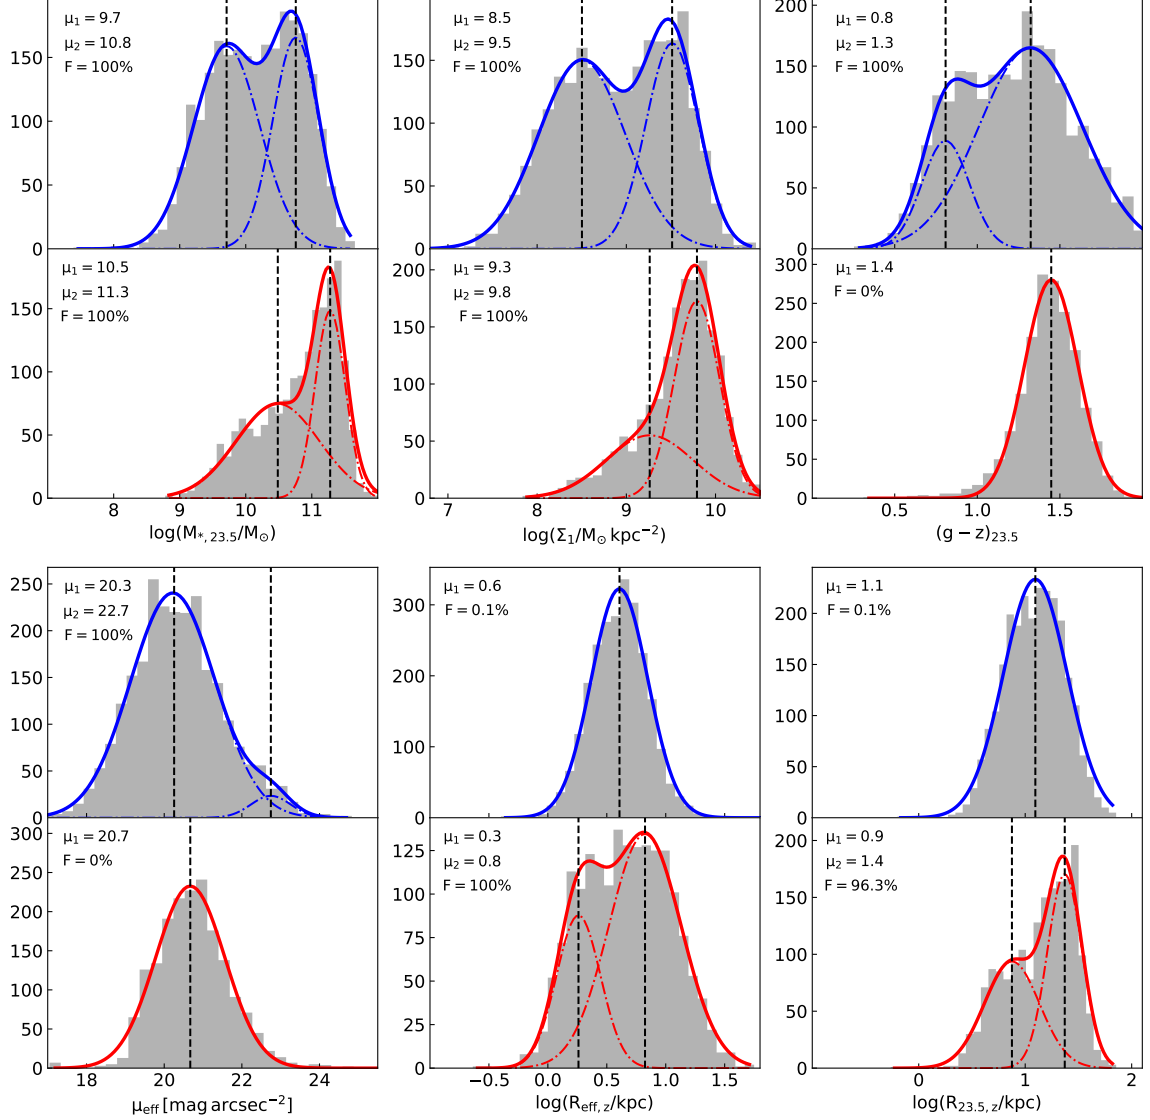 μ₁ = 9.7
μ₂ = 10.8
F = 100%
150
100
50
0
μ₁ = 8.5
μ₂ = 9.5
F = 100%
150
100
50
0
μ₁ = 0.8
μ₂ = 1.3
F = 100%
200
150
100
50
0
μ₁ = 10.5
μ₂ = 11.3
F = 100%
150
100
50
0
8 9 10 11
log(M*, 23.5/M⊙)
μ₁ = 9.3
μ₂ = 9.8
F = 100%
200
150
100
50
0
7 8 9 10
log(Σ₁/M⊙ kpc⁻²)
μ₁ = 1.4
F = 0%
300
250
200
150
100
50
0
0.5 1.0 1.5
(g − z)23.5
μ₁ = 20.3
μ₂ = 22.7
F = 100%
250
200
150
100
50
0
μ₁ = 0.6
F = 0.1%
300
200
100
0
μ₁ = 1.1
F = 0.1%
200
150
100
50
0
μ₁ = 20.7
F = 0%
300
250
200
150
100
50
0
18 20 22 24
μeff [mag arcsec⁻²]
μ₁ = 0.3
μ₂ = 0.8
F = 100%
125
100
75
50
25
0
−0.5 0.0 0.5 1.0 1.5
log(Reff, z/kpc)
μ₁ = 0.9
μ₂ = 1.4
F = 96.3%
200
150
100
50
0
0 1 2
log(R23.5, z/kpc)